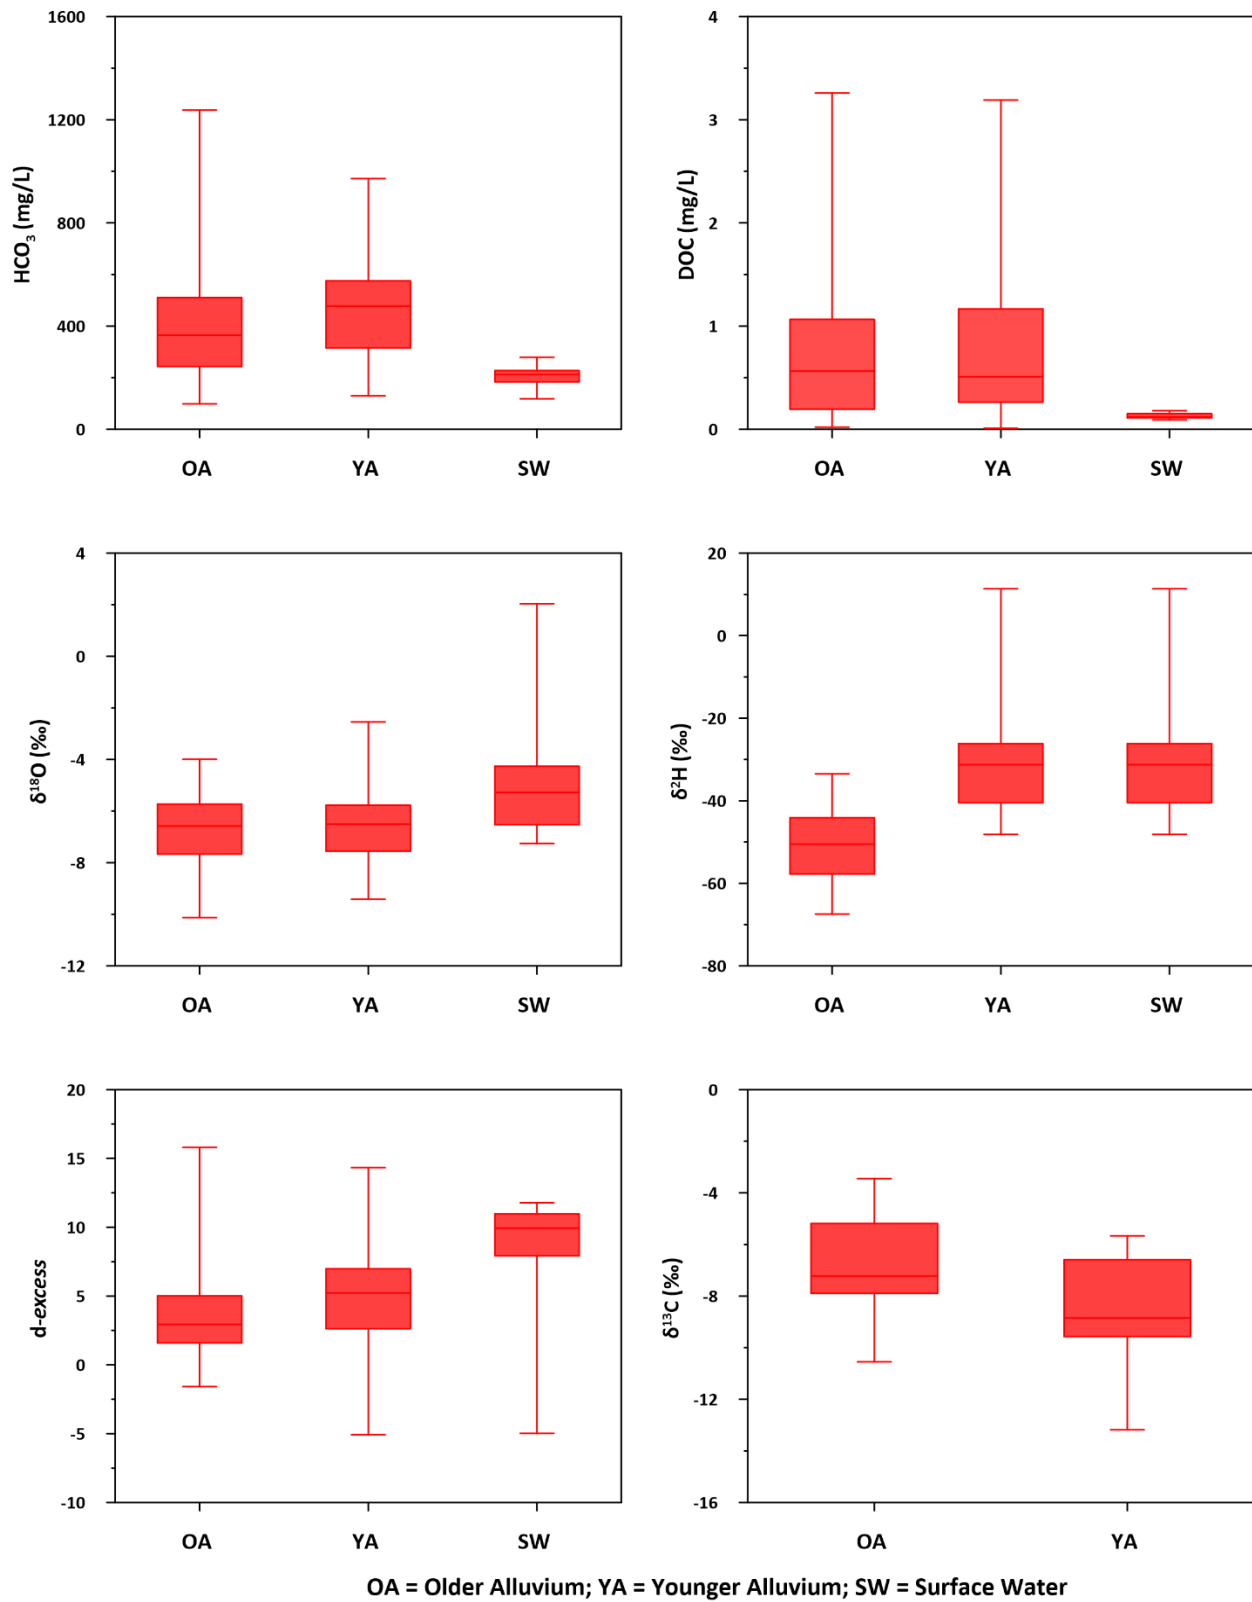 1600
1200
800
400
0
HCO₃ (mg/L)
OA YA SW
4
3
2
1
0
DOC (mg/L)
OA YA SW
4
0
-4
-8
-12
δ¹⁸O (‰)
OA YA SW
20
0
-20
-40
-60
-80
δ²H (‰)
OA YA SW
20
15
10
5
0
-5
-10
d-excess
OA YA SW
0
-4
-8
-12
-16
δ¹³C (‰)
OA YA
OA = Older Alluvium; YA = Younger Alluvium; SW = Surface Water